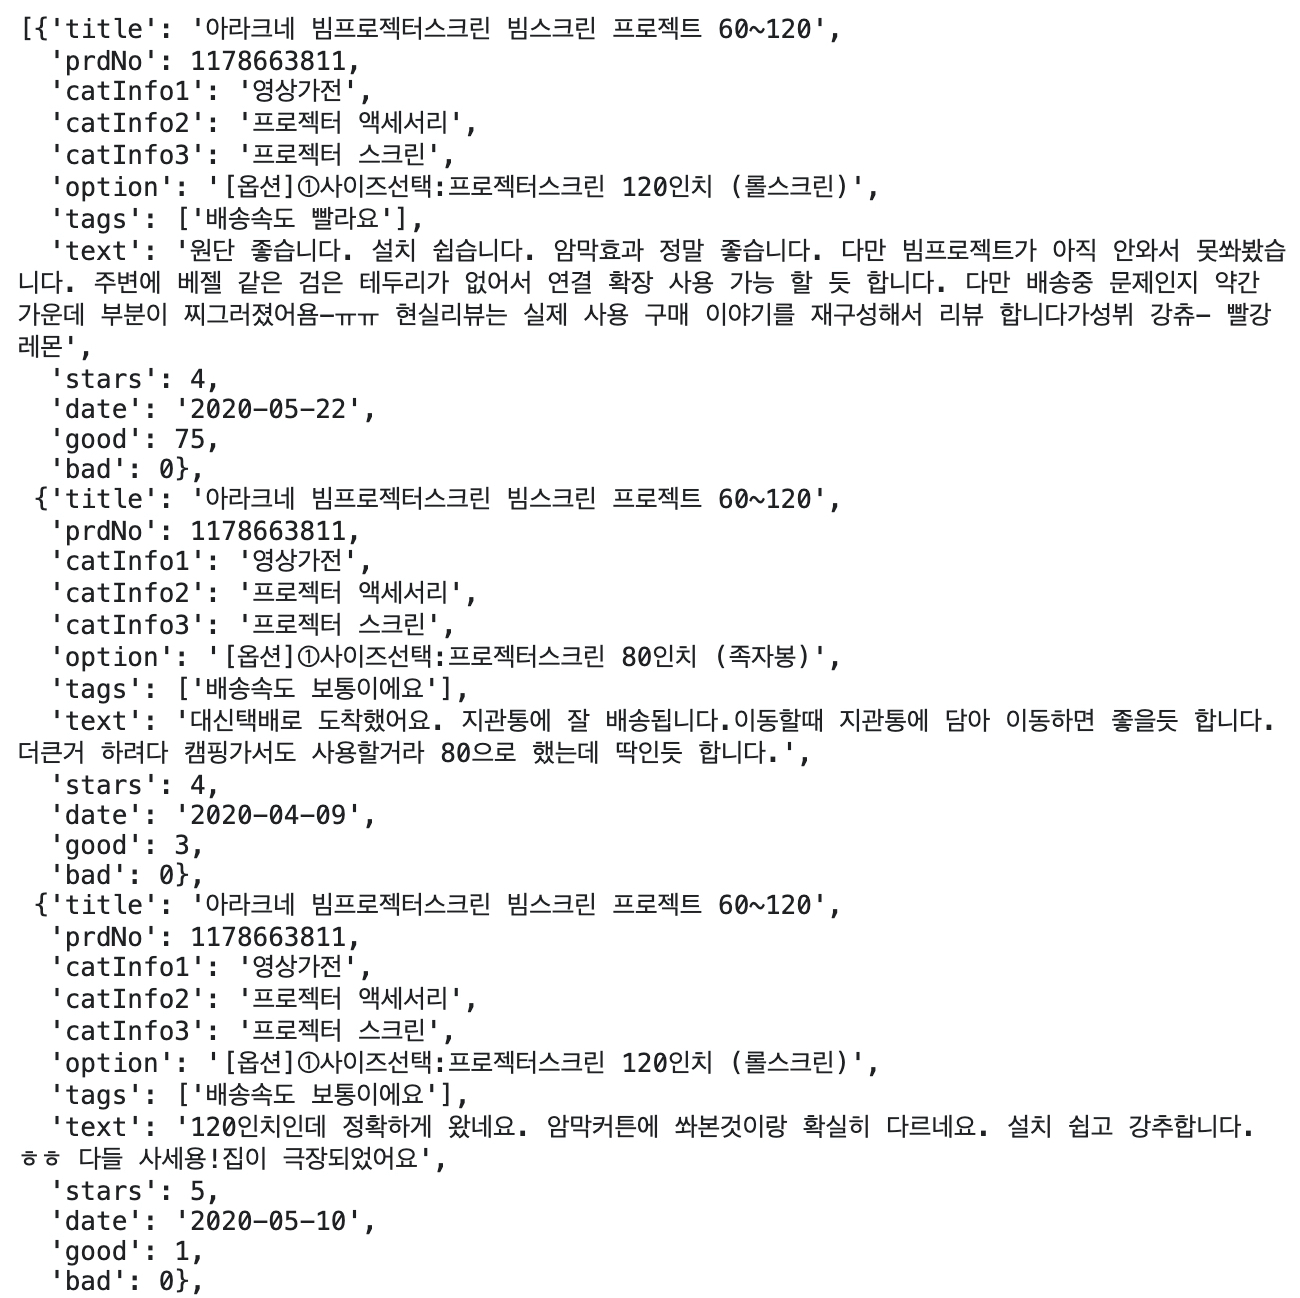 [{'title': '아라크네 빔프로젝터스크린 빔스크린 프로젝트 60~120',
'prdNo': 1178663811,
'catInfo1': '영상가전',
'catInfo2': '프로젝터 액세서리',
'catInfo3': '프로젝터 스크린',
'option': '[옵션]①사이즈선택:프로젝터스크린 120인치 (롤스크린)',
'tags': ['배송속도 빨라요'],
'text': '원단 좋습니다. 설치 쉽습니다. 암막효과 정말 좋습니다. 다만 빔프로젝트가 아직 안와서 못쏴봤습
니다. 주변에 베젤 같은 검은 테두리가 없어서 연결 확장 사용 가능 할 듯 합니다. 다만 배송중 문제인지 약간
가운데 부분이 찌그러졌어욤-ㅠㅠ 현실리뷰는 실제 사용 구매 이야기를 재구성해서 리뷰 합니다가성뷔 강츄- 빨강
레몬',
'stars': 4,
'date': '2020-05-22',
'good': 75,
'bad': 0},
{'title': '아라크네 빔프로젝터스크린 빔스크린 프로젝트 60~120',
'prdNo': 1178663811,
'catInfo1': '영상가전',
'catInfo2': '프로젝터 액세서리',
'catInfo3': '프로젝터 스크린',
'option': '[옵션]①사이즈선택:프로젝터스크린 80인치 (족자봉)',
'tags': ['배송속도 보통이에요'],
'text': '대신택배로 도착했어요. 지관통에 잘 배송됩니다.이동할때 지관통에 담아 이동하면 좋을듯 합니다.
더큰거 하려다 캠핑가서도 사용할거라 80으로 했는데 딱인듯 합니다.',
'stars': 4,
'date': '2020-04-09',
'good': 3,
'bad': 0},
{'title': '아라크네 빔프로젝터스크린 빔스크린 프로젝트 60~120',
'prdNo': 1178663811,
'catInfo1': '영상가전',
'catInfo2': '프로젝터 액세서리',
'catInfo3': '프로젝터 스크린',
'option': '[옵션]①사이즈선택:프로젝터스크린 120인치 (롤스크린)',
'tags': ['배송속도 보통이에요'],
'text': '120인치인데 정확하게 왔네요. 암막커튼에 쏴본것이랑 확실히 다르네요. 설치 쉽고 강추합니다.
ㅎㅎ 다들 사세용!집이 극장되었어요',
'stars': 5,
'date': '2020-05-10',
'good': 1,
'bad': 0},